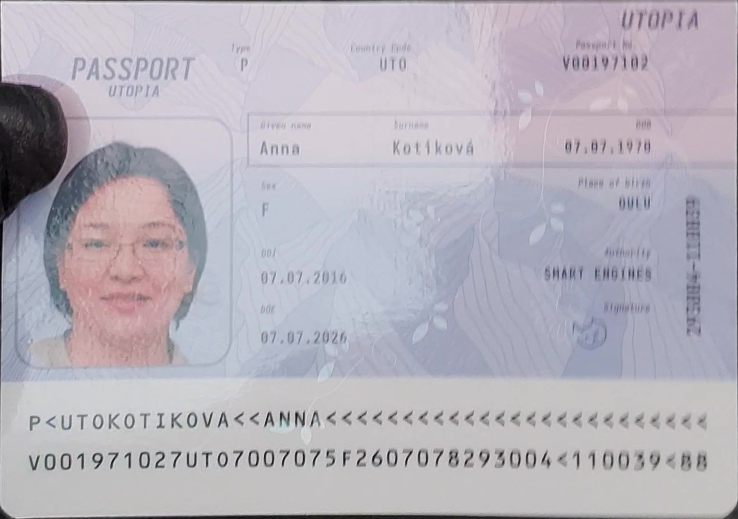 UTOPIA
Type Country Code Passport No.
PASSPORT P UTO V00197102
UTOPIA
Given name Surname DOB
Anna Kotiková 07.07.1970
Sex Place of birth
F OULU
DOI Authority
07.07.2016 SMART ENGINES
DOE Signature
07.07.2026
P<UTOKOTIKOVA<<ANNA<<<<<<<<<<<<<<<<<<<<<<<<<
V001971027UTO7007075F2607078293004<110039<88